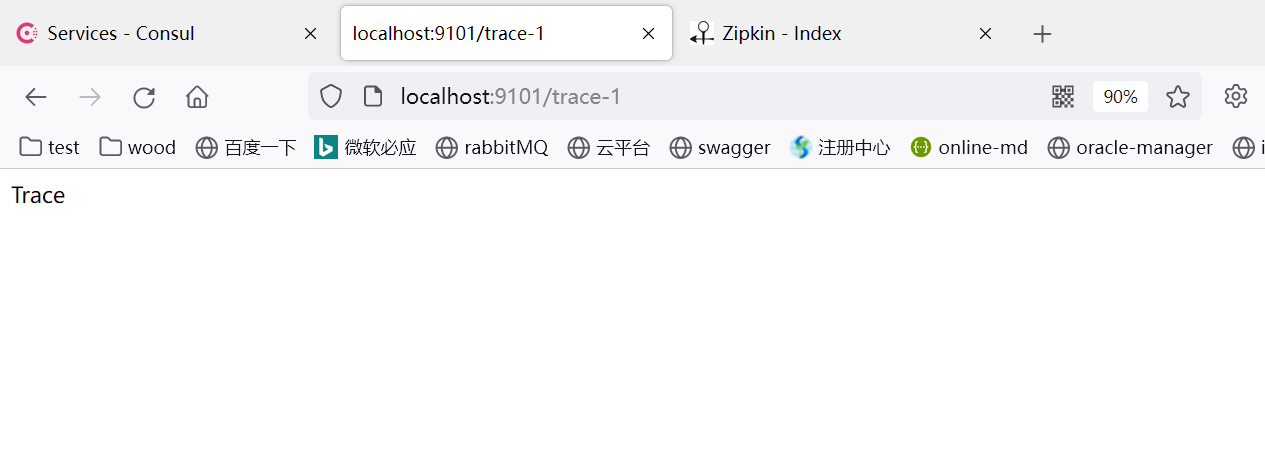 Services - Consul
localhost:9101/trace-1
Zipkin - Index
localhost:9101/trace-1
90%
test wood 百度一下 微软必应 rabbitMQ 云平台 swagger 注册中心 online-md oracle-manager i
Trace